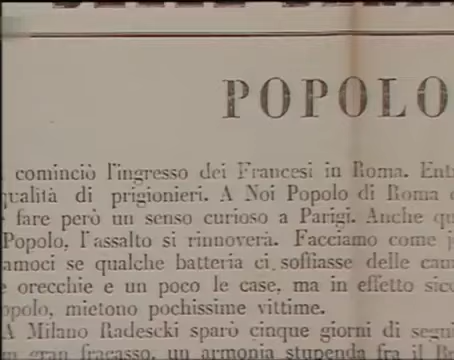 POPOLO
cominciò l'ingresso dei Francesi in Roma.
qualità di prigionieri. A Noi Popolo di Roma
fare però un senso curioso a Parigi. Anche
Popolo, l'assalto si rinnoverà. Facciamo come
amoci se qualche batteria ci soffiasse delle
orecchie e un poco le case, ma in effetto
opolo, mietono pochissime vittime.
A Milano Radescki sparò cinque giorni di
gran fracasso, un armonia stupenda fra il